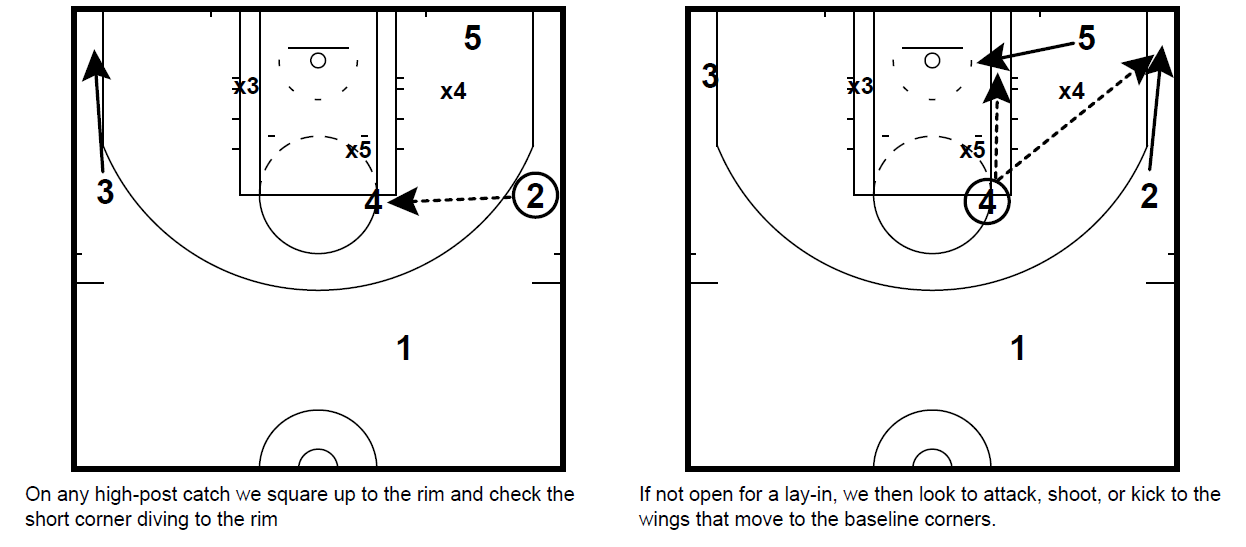 5
x3
x4
x5
3
4
2
1
On any high-post catch we square up to the rim and check the
short corner diving to the rim
5
3
x3
x4
x5
4
2
1
If not open for a lay-in, we then look to attack, shoot, or kick to the
wings that move to the baseline corners.